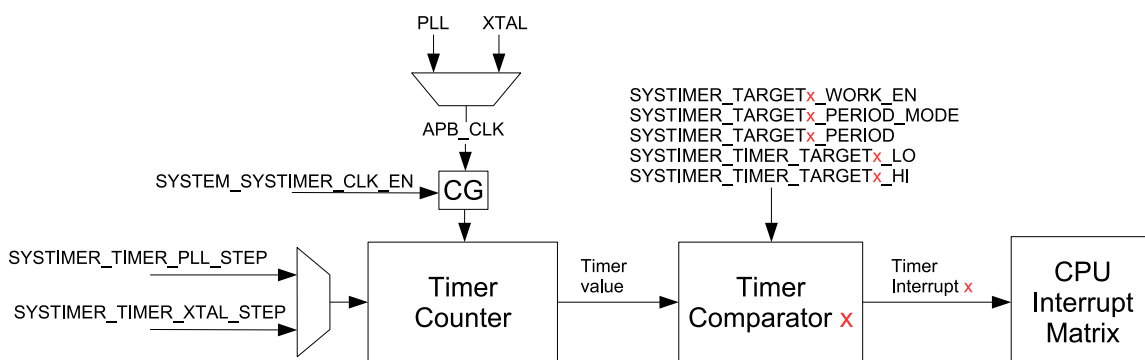 PLL
XTAL
APB_CLK
SYSTIMER_TARGETx_WORK_EN
SYSTIMER_TARGETx_PERIOD_MODE
SYSTIMER_TARGETx_PERIOD
SYSTIMER_TIMER_TARGETx_LO
SYSTIMER_TIMER_TARGETx_HI
SYSTEM_SYSTIMER_CLK_EN
CG
SYSTIMER_TIMER_PLL_STEP
SYSTIMER_TIMER_XTAL_STEP
Timer
Counter
Timer
value
Timer
Comparator x
Timer
Interrupt x
CPU
Interrupt
Matrix